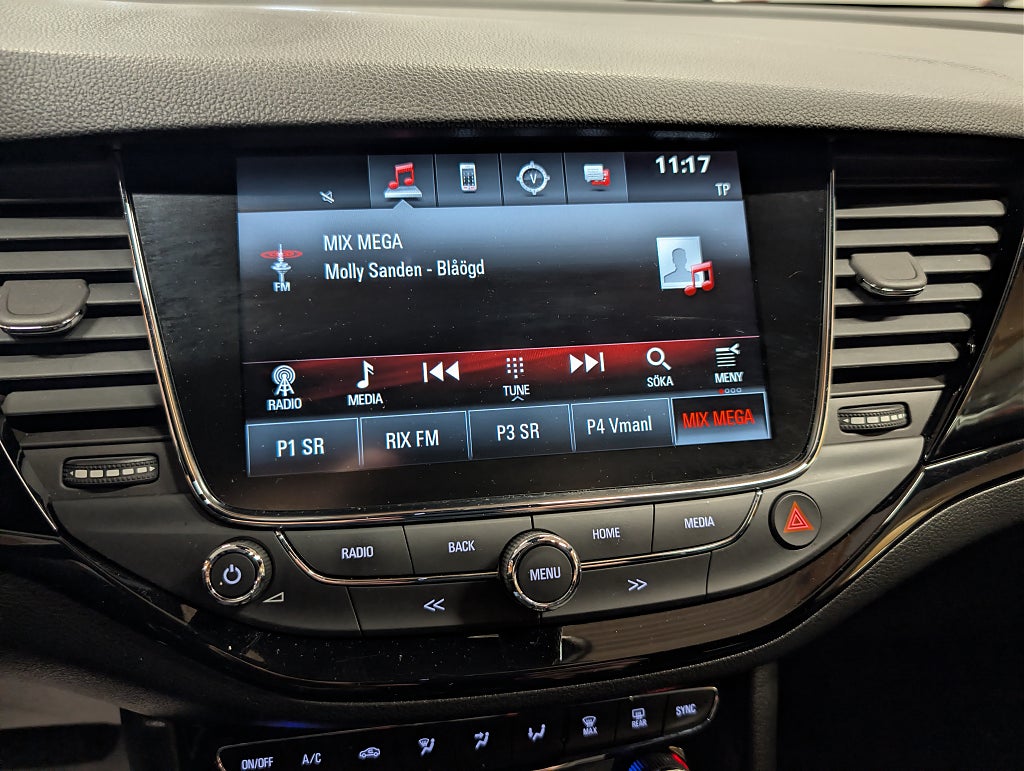 11:17
TP
V
MIX MEGA
Molly Sanden - Blåögd
FM
RADIO
MEDIA
TUNE
SÖKA
MENY
P1 SR
RIX FM
P3 SR
P4 Vmanl
MIX MEGA
RADIO
BACK
HOME
MEDIA
MENU
ON/OFF
A/C
MAX
REAR
SYNC